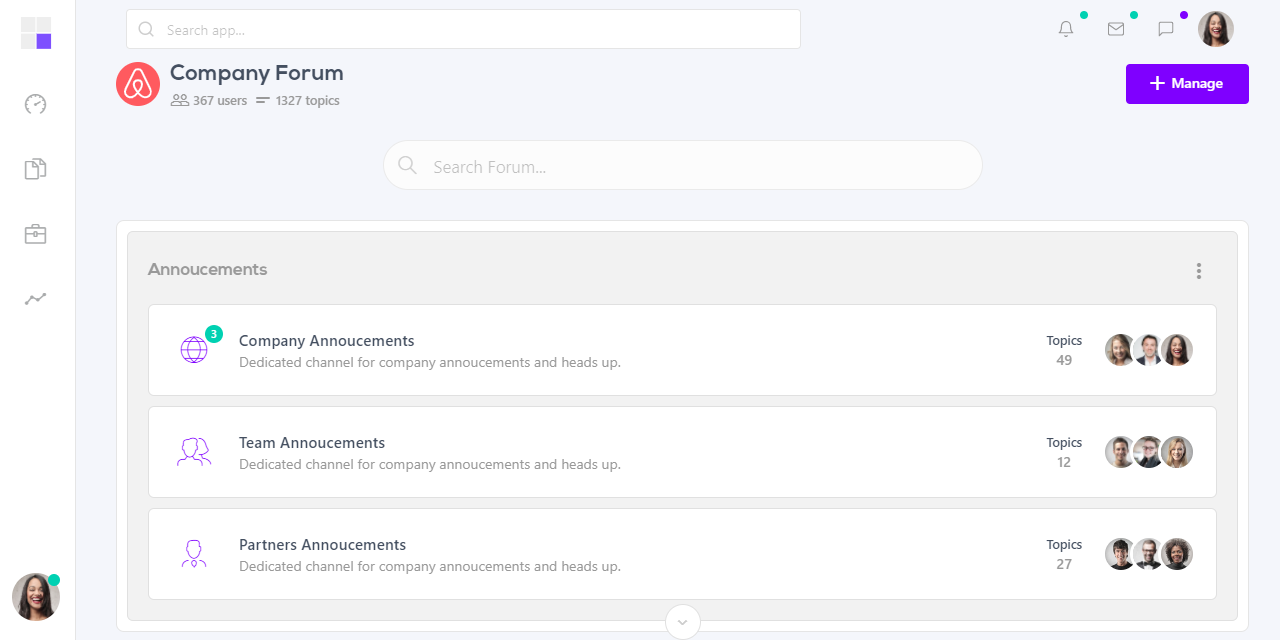 Search app...
Company Forum
367 users 1327 topics
Manage
Search Forum...
Annoucements
3
Company Annoucements
Dedicated channel for company annoucements and heads up.
Topics
49
Team Annoucements
Dedicated channel for company annoucements and heads up.
Topics
12
Partners Annoucements
Dedicated channel for company annoucements and heads up.
Topics
27